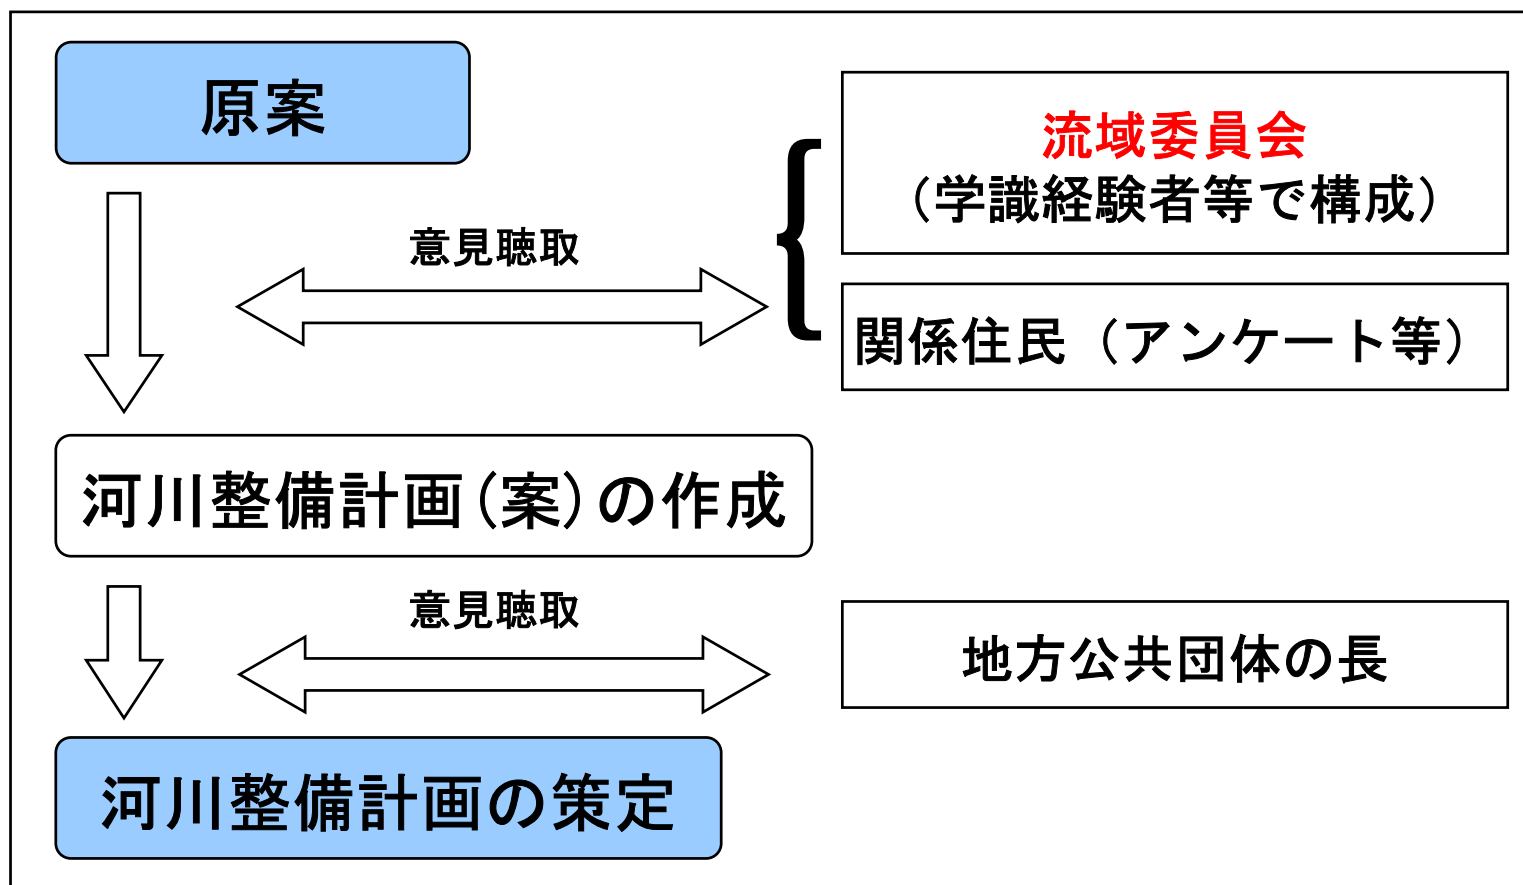 原案
流域委員会
（学識経験者等で構成）
意見聴取
関係住民（アンケート等）
河川整備計画（案）の作成
意見聴取
地方公共団体の長
河川整備計画の策定